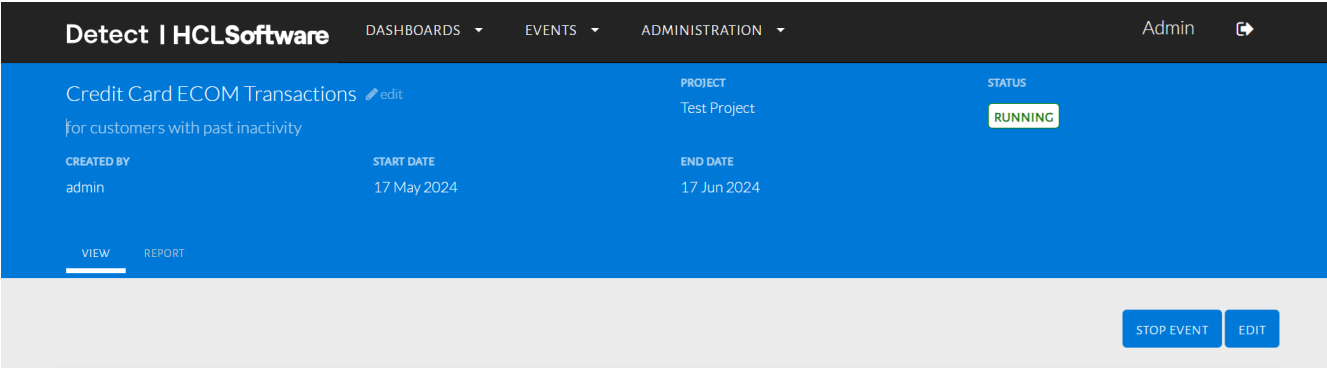 Detect | HCLSoftware DASHBOARDS EVENTS ADMINISTRATION Admin
Credit Card ECOM Transactions edit
for customers with past inactivity
PROJECT
Test Project
STATUS
RUNNING
CREATED BY
admin
START DATE
17 May 2024
END DATE
17 Jun 2024
VIEW REPORT
STOP EVENT EDIT